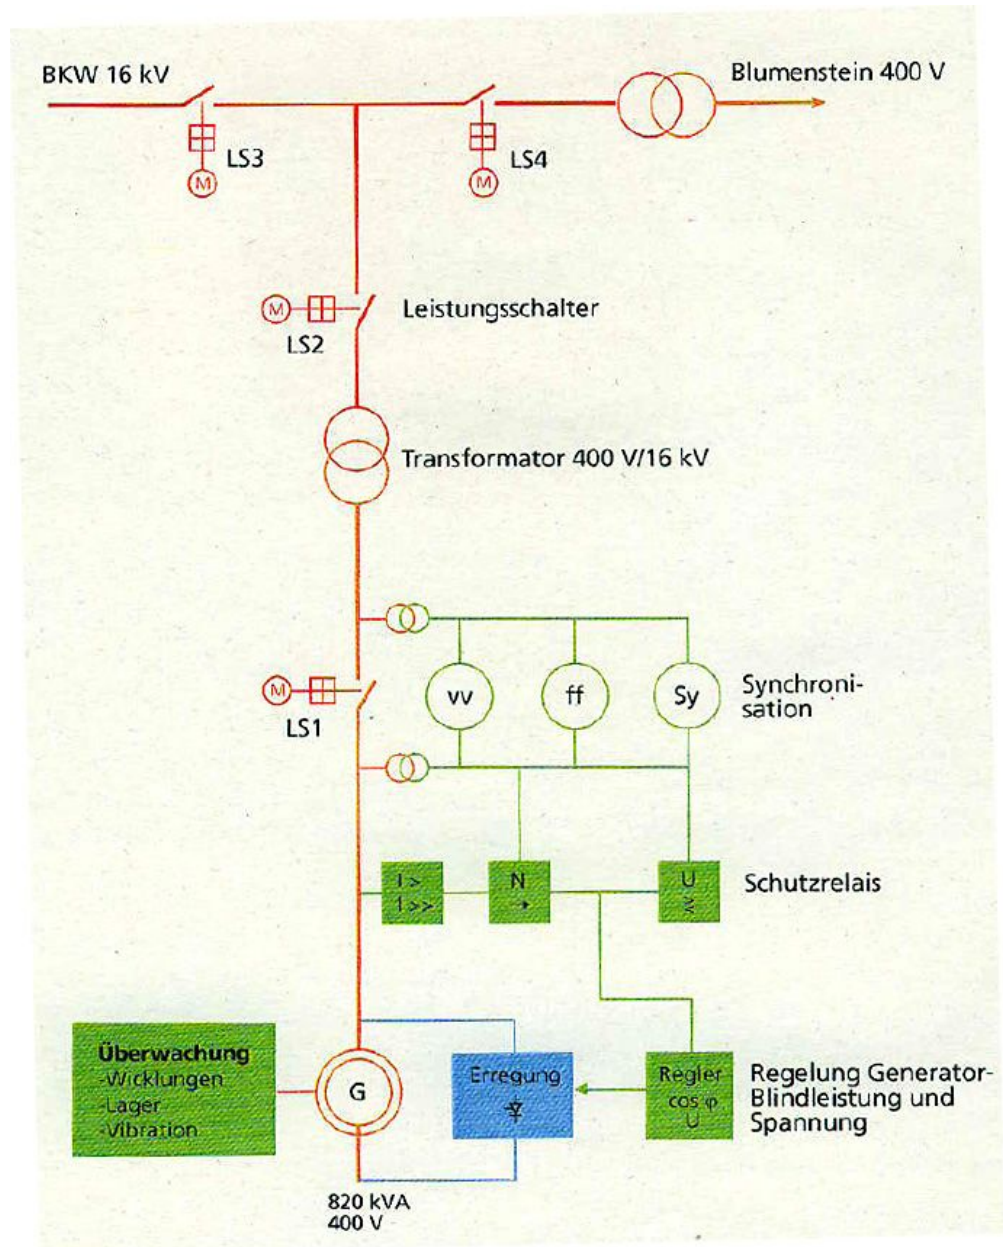 BKW 16 kV
Blumenstein 400 V
LS3
LS4
M
M
M
Leistungsschalter
LS2
Transformator 400 V/16 kV
M
vv
ff
Sy
Synchroni-
sation
LS1
I >
I >>
N
U
Schutzrelais
Überwachung
-Wicklungen
-Lager
-Vibration
G
Erregung
Regler
cos φ
U
Regelung Generator-
Blindleistung und
Spannung
820 kVA
400 V